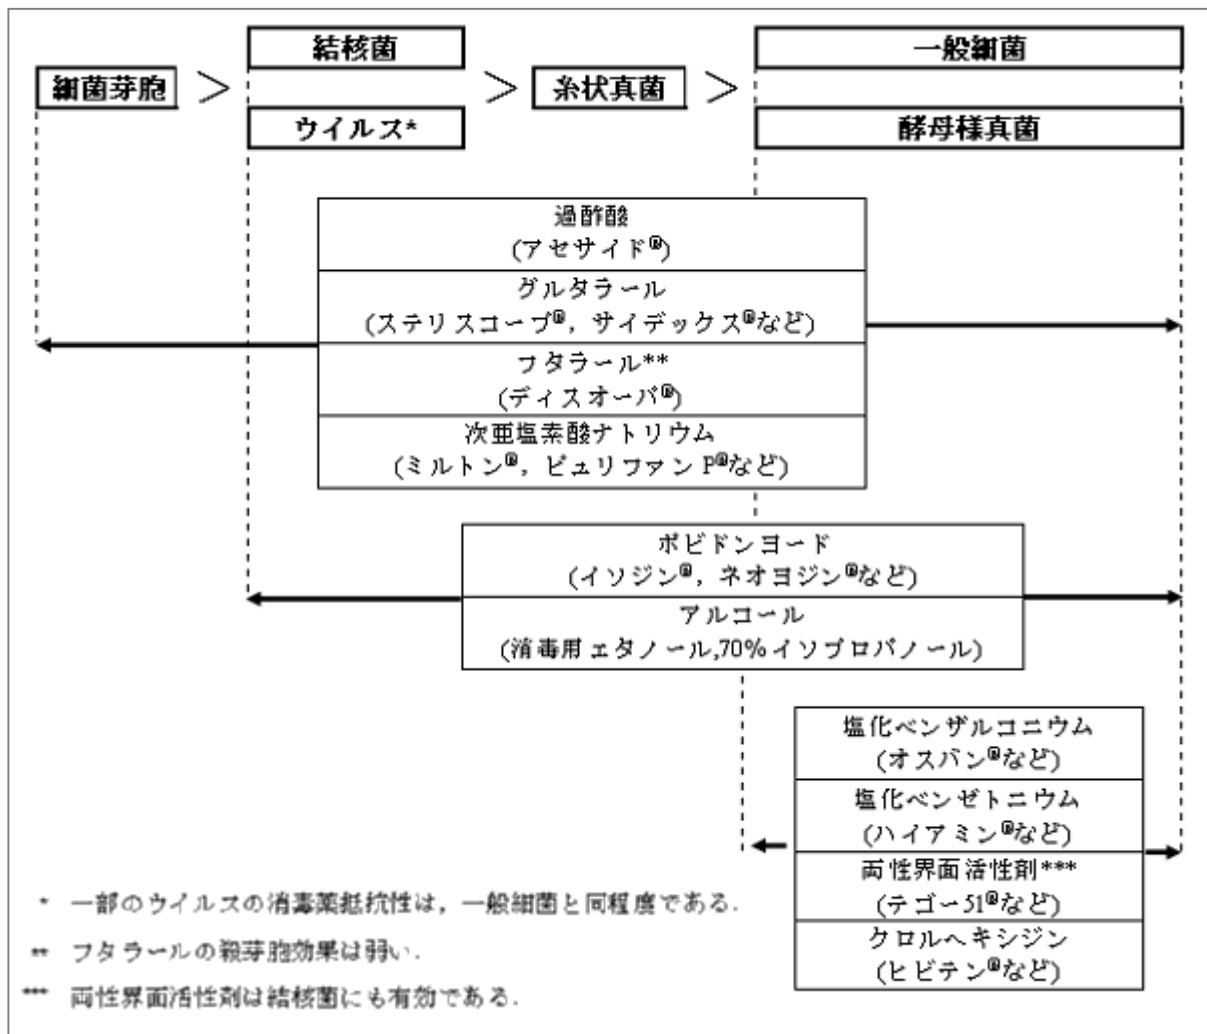 結核菌
一般細菌
細菌芽胞 > > 糸状真菌 >
ウイルス*
酵母様真菌
過酢酸
(アセサイド®)
グルタラール
(ステリスコープ®, サイデックス®など)
フタラール**
(ディスオーパ®)
次亜塩素酸ナトリウム
(ミルトン®, ピュリファンP®など)
ポビドンヨード
(イソジン®, ネオヨジン®など)
アルコール
(消毒用エタノール,70%イソプロパノール)
塩化ベンザルコニウム
(オスバン®など)
塩化ベンゼトニウム
(ハイアミン®など)
両性界面活性剤***
(テゴー51®など)
クロルヘキシジン
(ヒビテン®など)
* 一部のウイルスの消毒薬抵抗性は, 一般細菌と同程度である.
** フタラールの殺芽胞効果は弱い.
*** 両性界面活性剤は結核菌にも有効である.